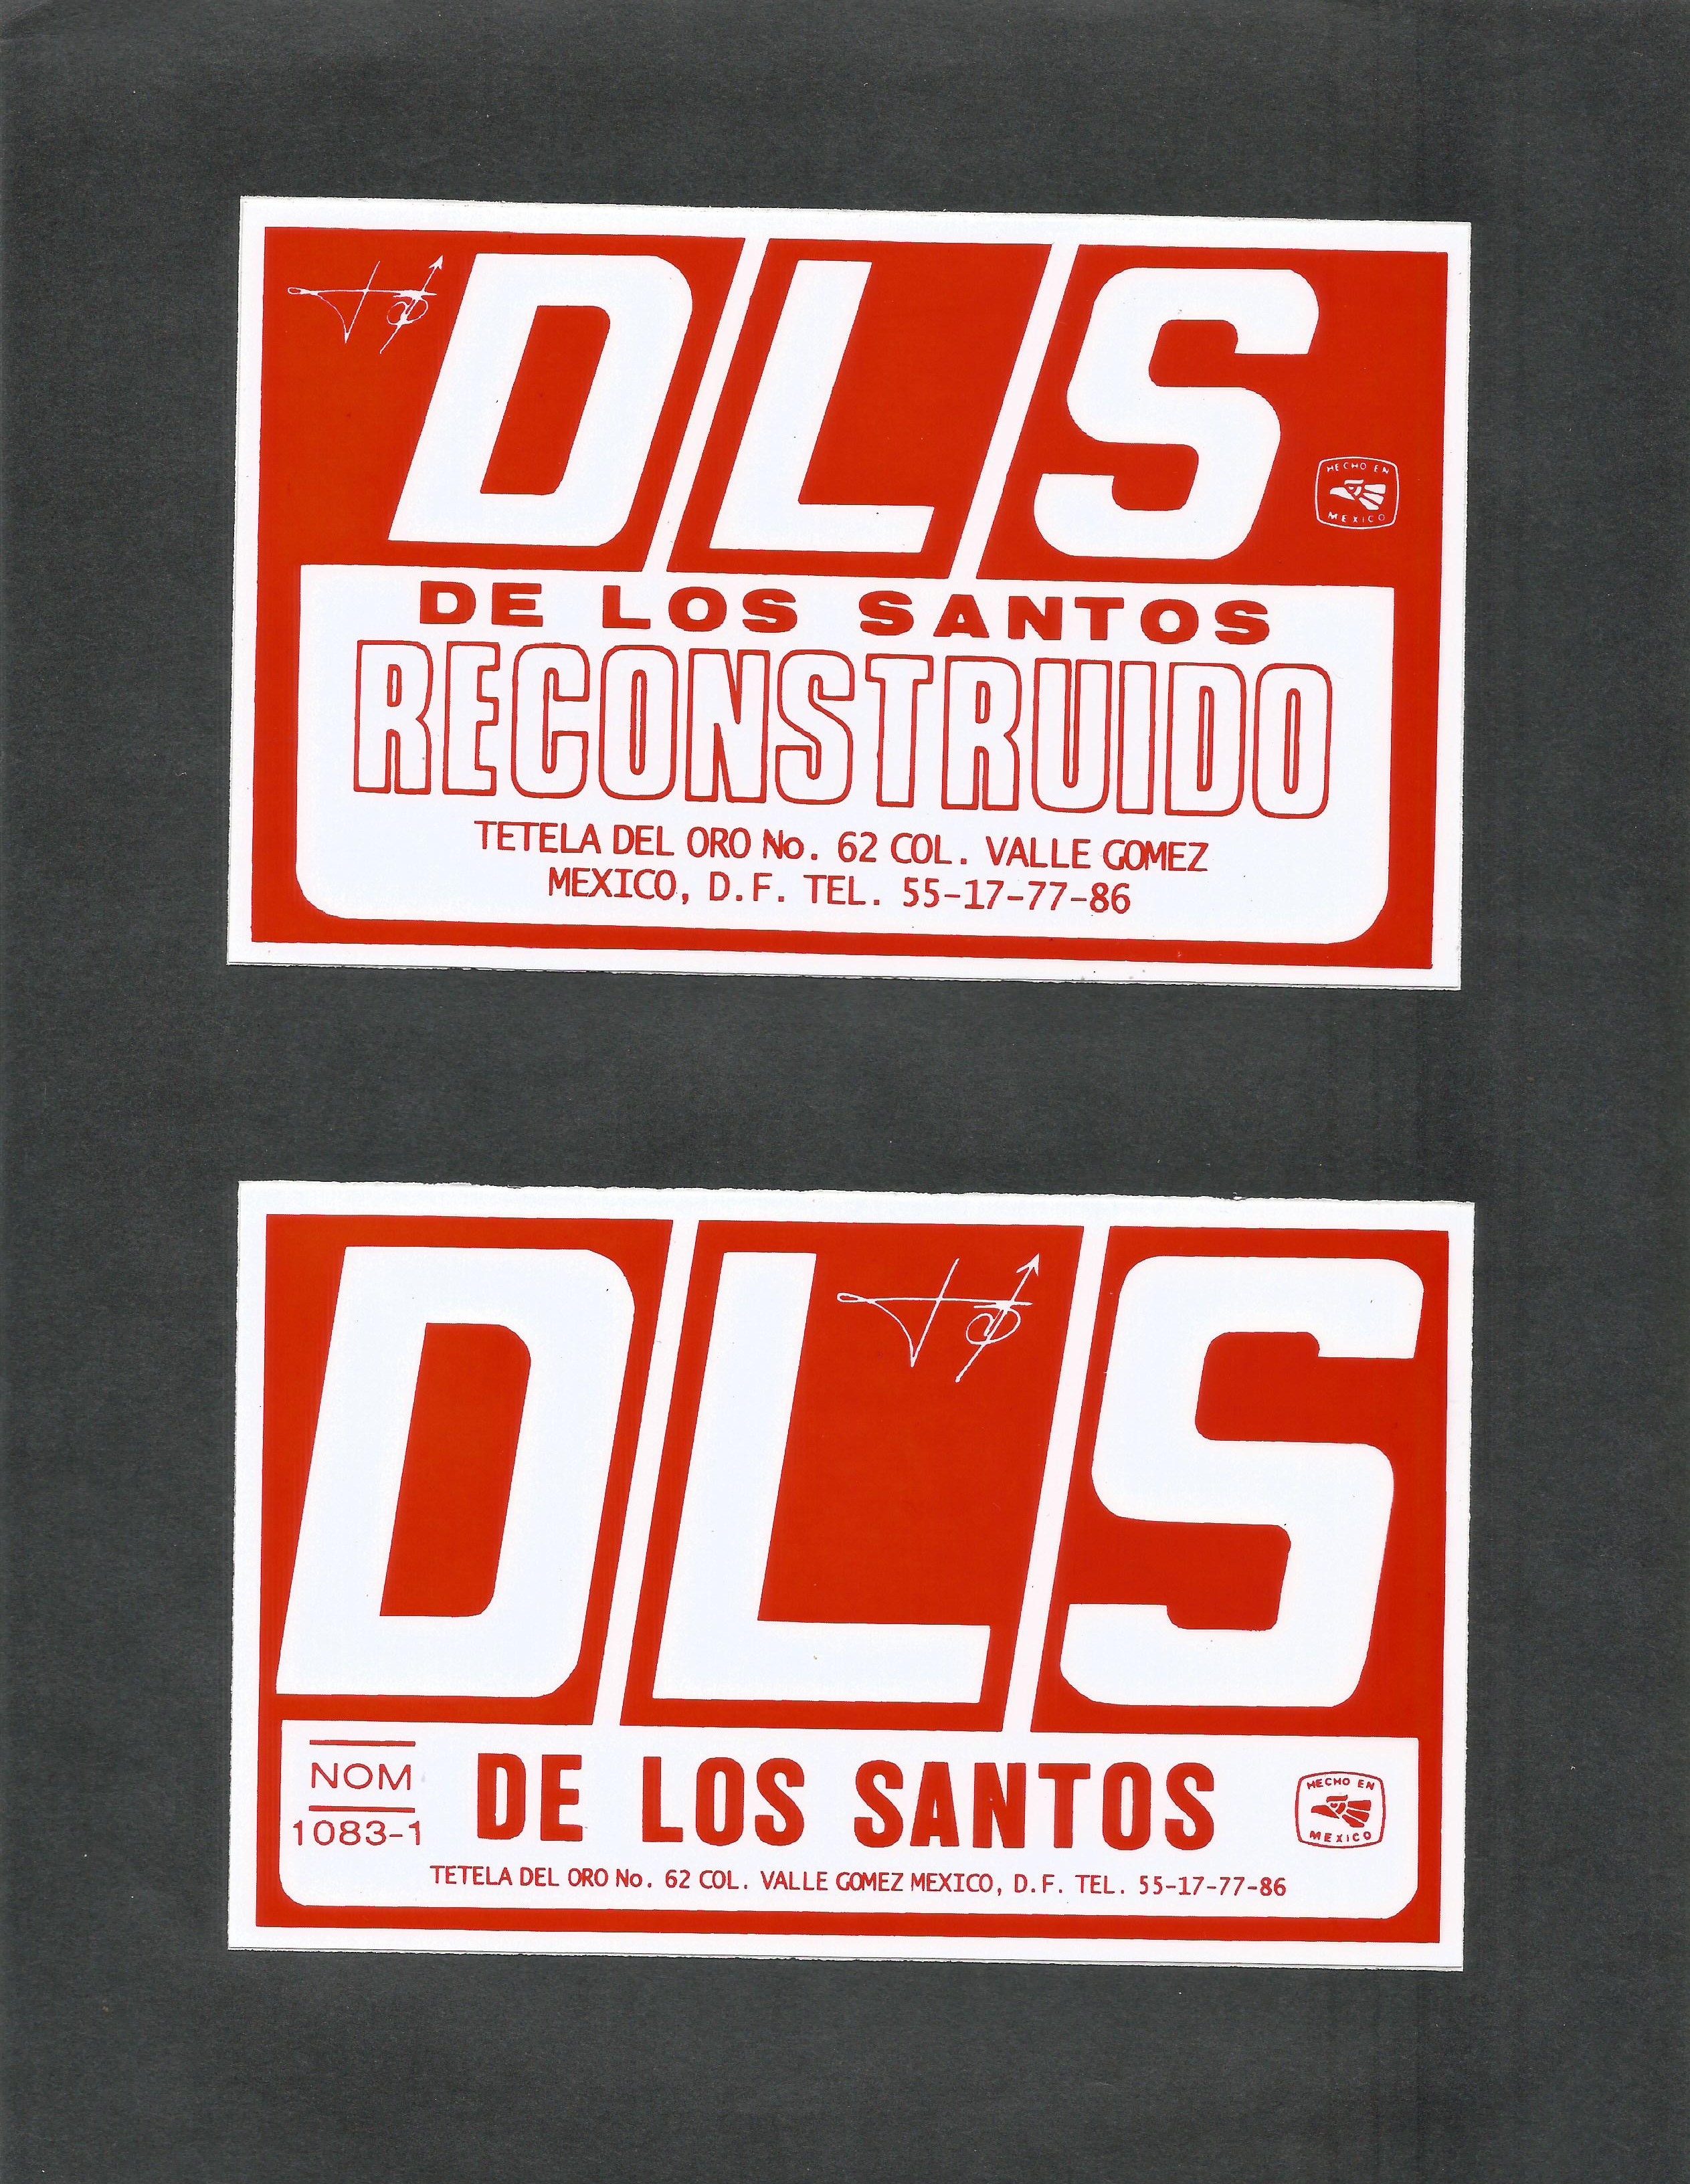 DLS
HECHO EN
MEXICO
DE LOS SANTOS
RECONSTRUIDO
TETELA DEL ORO No. 62 COL. VALLE GOMEZ
MEXICO, D.F. TEL. 55-17-77-86
DLS
NOM
1083-1
DE LOS SANTOS
HECHO EN
MEXICO
TETELA DEL ORO No. 62 COL. VALLE GOMEZ MEXICO, D.F. TEL. 55-17-77-86